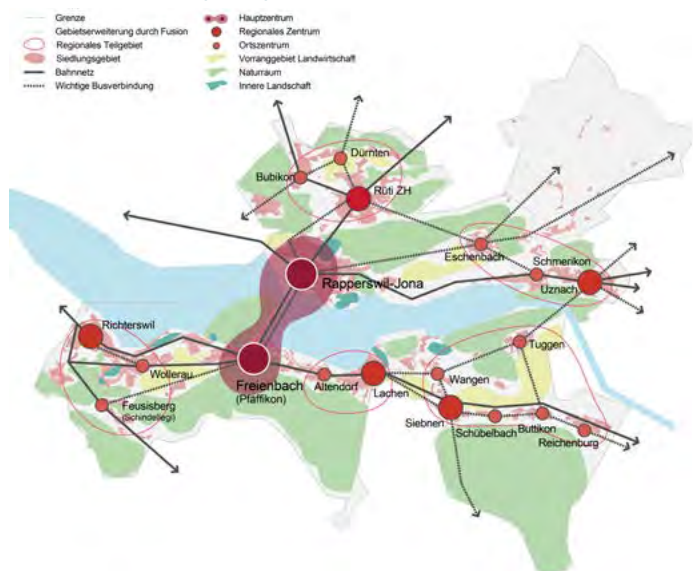 Grenze
Gebietserweiterung durch Fusion
Regionales Teilgebiet
Siedlungsgebiet
Bahnnetz
Wichtige Busverbindung
Hauptzentrum
Regionales Zentrum
Ortszentrum
Vorranggebiet Landwirtschaft
Naturraum
Innere Landschaft
Dürnten
Bubikon
Rüti ZH
Eschenbach
Schmerikon
Uznach
Rapperswil-Jona
Richterswil
Wollerau
Tuggen
Freienbach
(Pfäffikon)
Altendorf
Wangen
Lachen
Feusisberg
(Schindellegi)
Siebnen
Schübelbach
Buttikon
Reichenburg